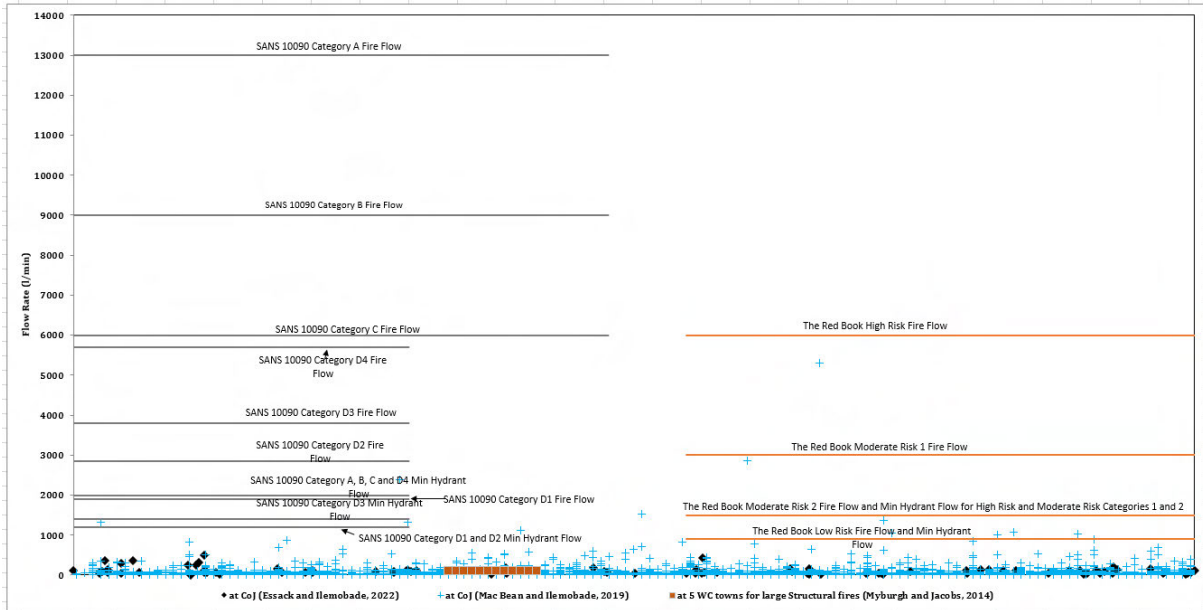 14000
SANS 10090 Category A Fire Flow
13000
12000
11000
10000
SANS 10090 Category B Fire Flow
9000
8000
7000
Flow Rate (l/min)
SANS 10090 Category C Fire Flow
The Red Book High Risk Fire Flow
6000
SANS 10090 Category D4 Fire
Flow
5000
4000
SANS 10090 Category D3 Fire Flow
SANS 10090 Category D2 Fire
Flow
The Red Book Moderate Risk 1 Fire Flow
3000
SANS 10090 Category A, B, C and D4 Min Hydrant
Flow
2000
SANS 10090 Category D1 Fire Flow
SANS 10090 Category D3 Min Hydrant
Flow
The Red Book Moderate Risk 2 Fire Flow and Min Hydrant Flow for High Risk and Moderate Risk Categories 1 and 2
SANS 10090 Category D1 and D2 Min Hydrant Flow
The Red Book Low Risk Fire Flow and Min Hydrant
Flow
1000
0
at CoJ (Essack and Ilemobade, 2022)
at CoJ (Mac Bean and Ilemobade, 2019)
at 5 WC towns for large Structural fires (Myburgh and Jacobs, 2014)